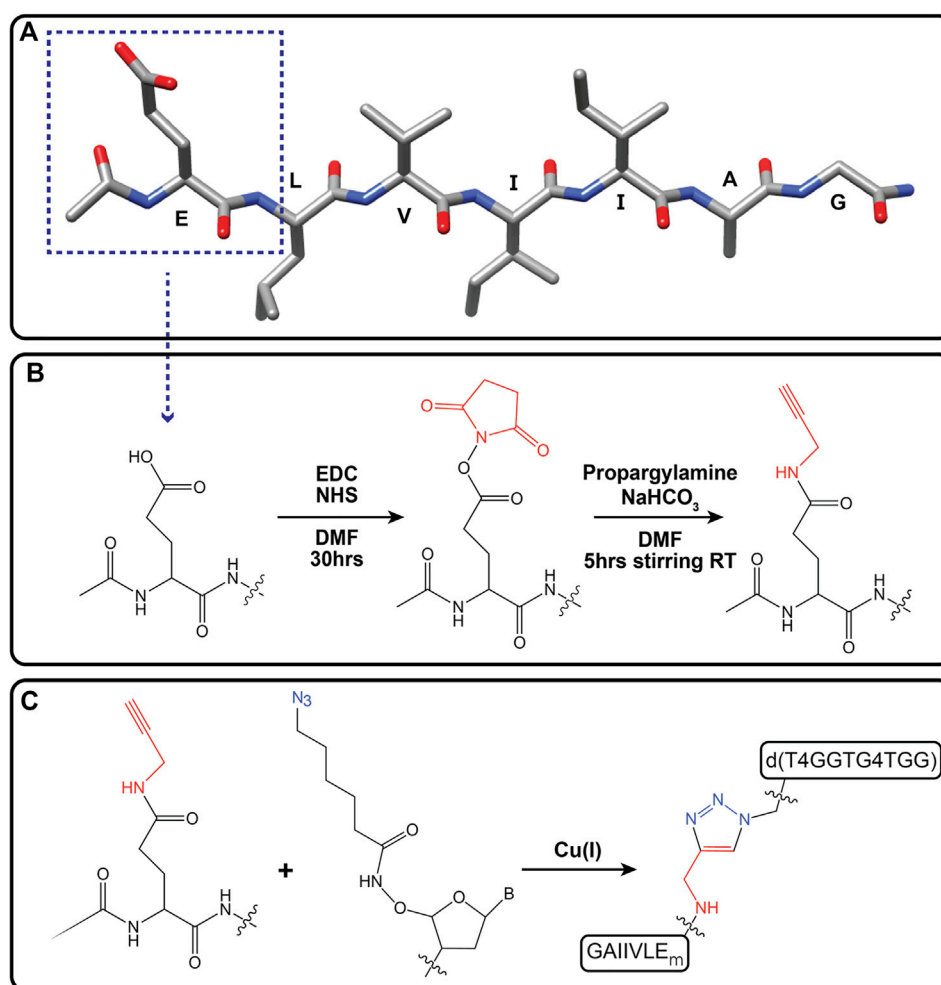 A
E
L
V
I
I
A
G
B
HO
O
O
N
H
O
H
N
EDC
NHS
DMF
30hrs
O
N
O
O
O
O
N
H
O
H
N
Propargylamine
NaHCO3
DMF
5hrs stirring RT
HN
O
O
N
H
O
H
N
C
HN
O
O
N
H
O
H
N
+
N3
O
HN
O
O
B
Cu(I)
d(T4GGTG4TGG)
N
N
N
NH
GAIIVLEm